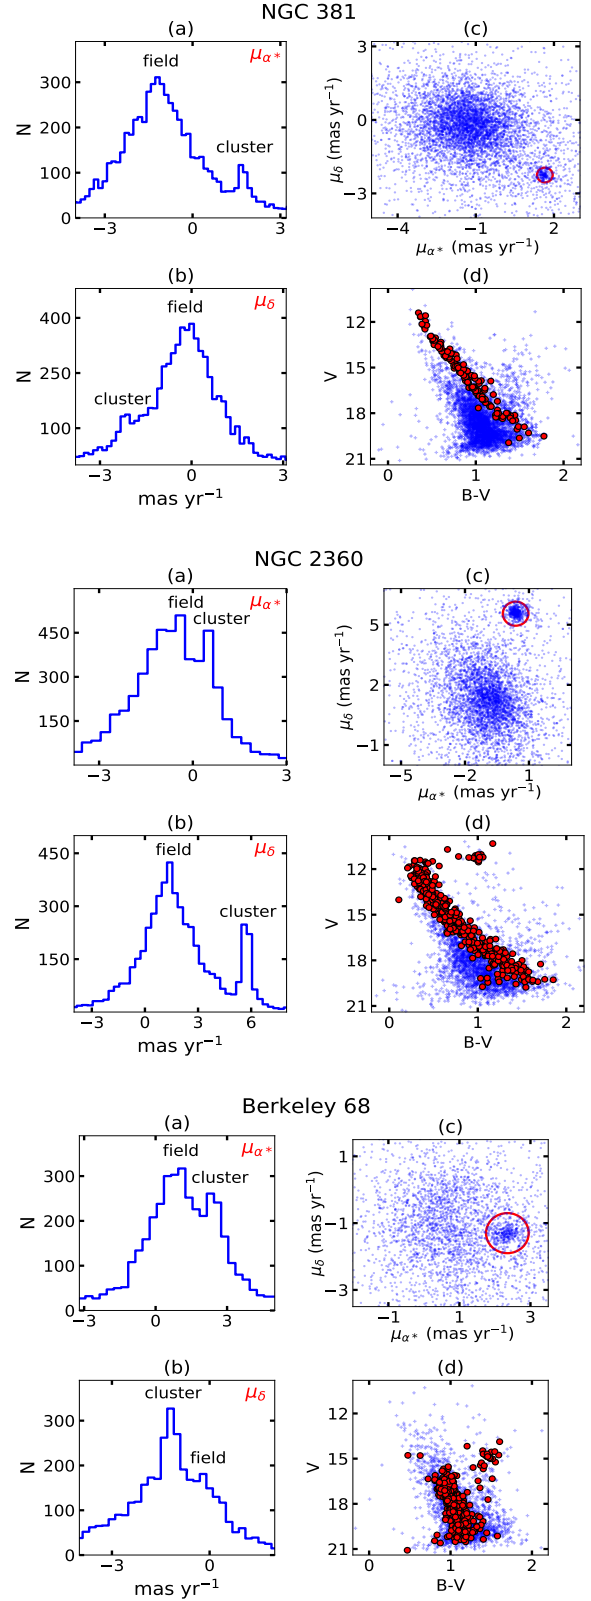 NGC 381
(a)
μα*
field
cluster
N
300
200
100
0
−3
0
3
(c)
μδ (mas yr−1)
3
0
−3
−4
−1
2
μα* (mas yr−1)
(b)
μδ
field
cluster
N
400
250
100
−3
0
3
mas yr−1
(d)
V
12
15
18
21
0
1
2
B-V
NGC 2360
(a)
μα*
field
cluster
N
450
300
150
−3
0
3
(c)
μδ (mas yr−1)
5
2
−1
−5
−2
1
μα* (mas yr−1)
(b)
μδ
field
cluster
N
450
300
150
0
3
6
mas yr−1
(d)
V
12
15
18
21
0
1
2
B-V
Berkeley 68
(a)
μα*
field
cluster
N
300
200
100
0
−3
0
3
(c)
μδ (mas yr−1)
1
−1
−3
−1
1
3
μα* (mas yr−1)
(b)
μδ
cluster
field
N
300
200
100
0
−3
0
mas yr−1
(d)
V
12
15
18
21
0
1
2
B-V